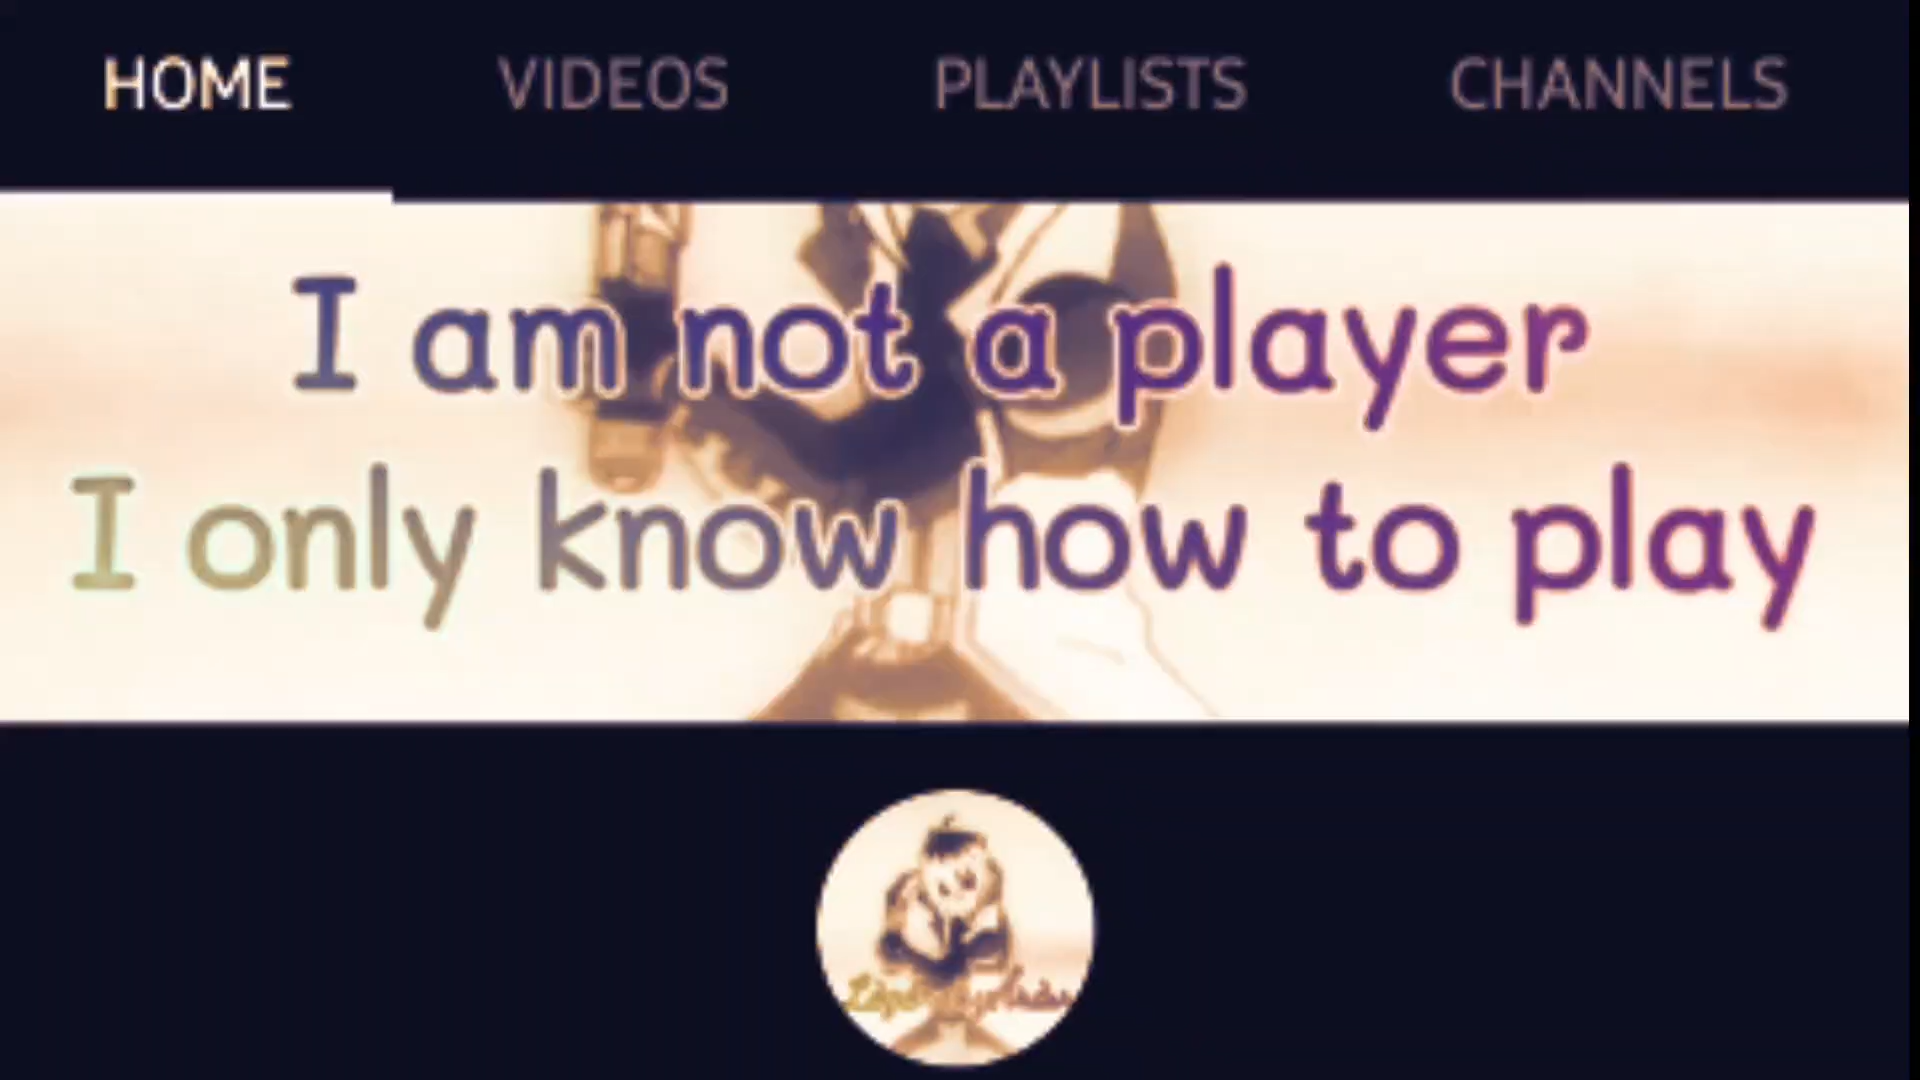 HOME VIDEOS PLAYLISTS CHANNELS
I am not a player
I only know how to play